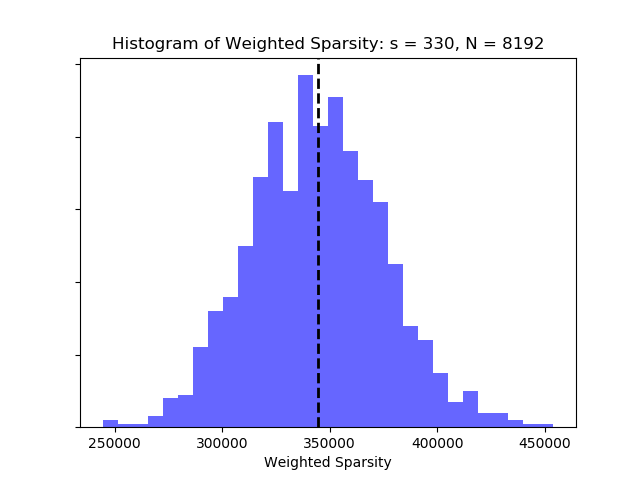 Histogram of Weighted Sparsity: s = 330, N = 8192
250000 300000 350000 400000 450000
Weighted Sparsity